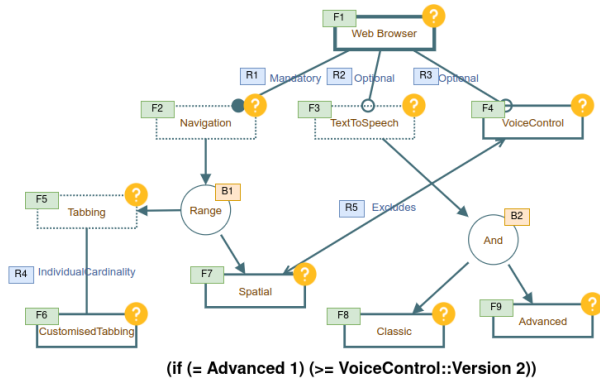 F1 ?
Web Browser
R1 Mandatory R2 Optional R3 Optional
F2 ? F3 ? F4 ?
Navigation TextToSpeech VoiceControl
F5 ? B1
Tabbing Range R5 Excludes B2
And
R4 IndividualCardinality
F7 ?
Spatial
F6 ? F8 ? F9 ?
CustomisedTabbing Classic Advanced
(if (= Advanced 1) (>= VoiceControl::Version 2))